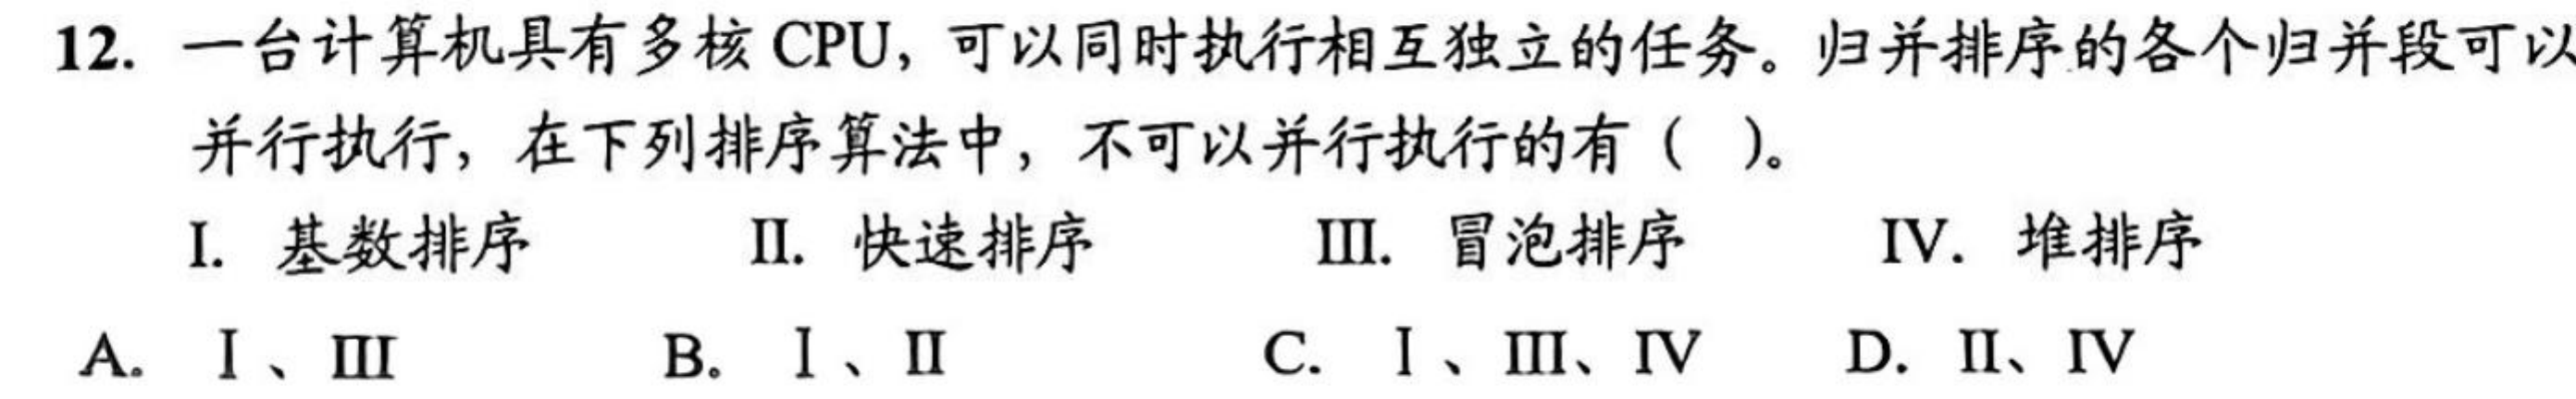 12. 一台计算机具有多核 CPU，可以同时执行相互独立的任务。归并排序的各个归并段可以
并行执行，在下列排序算法中，不可以并行执行的有（ ）。
I. 基数排序 II. 快速排序 III. 冒泡排序 IV. 堆排序
A. I、III B. I、II C. I、III、IV D. II、IV